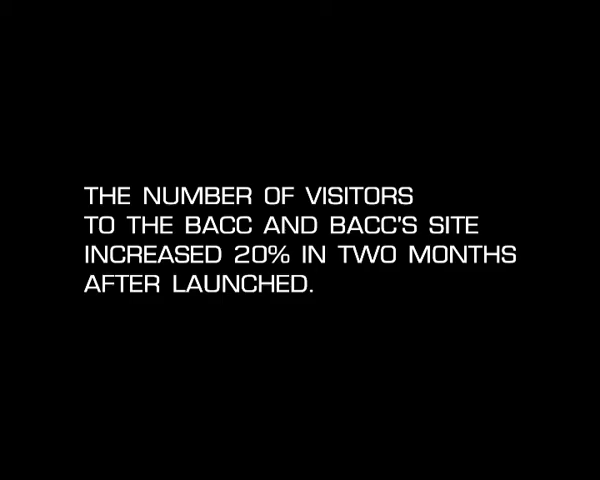 THE NUMBER OF VISITORS
TO THE BACC AND BACC'S SITE
INCREASED 20% IN TWO MONTHS
AFTER LAUNCHED.